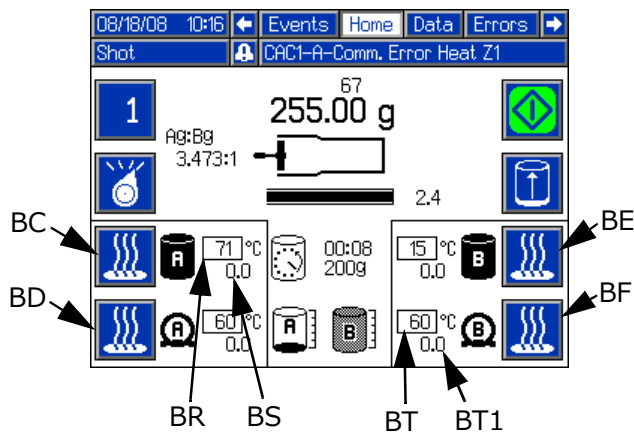 08/18/08 10:16 Events Home Data Errors
Shot CAC1-A-Comm. Error Heat Z1
67
1 255.00 g
Ag:Bg
3.473:1
2.4
BC BE
A 71 °C 00:08 15 °C B
0.0 200g 0.0
BD BF
A 60 °C A B 60 °C B
0.0 0.0
BR BS BT BT1